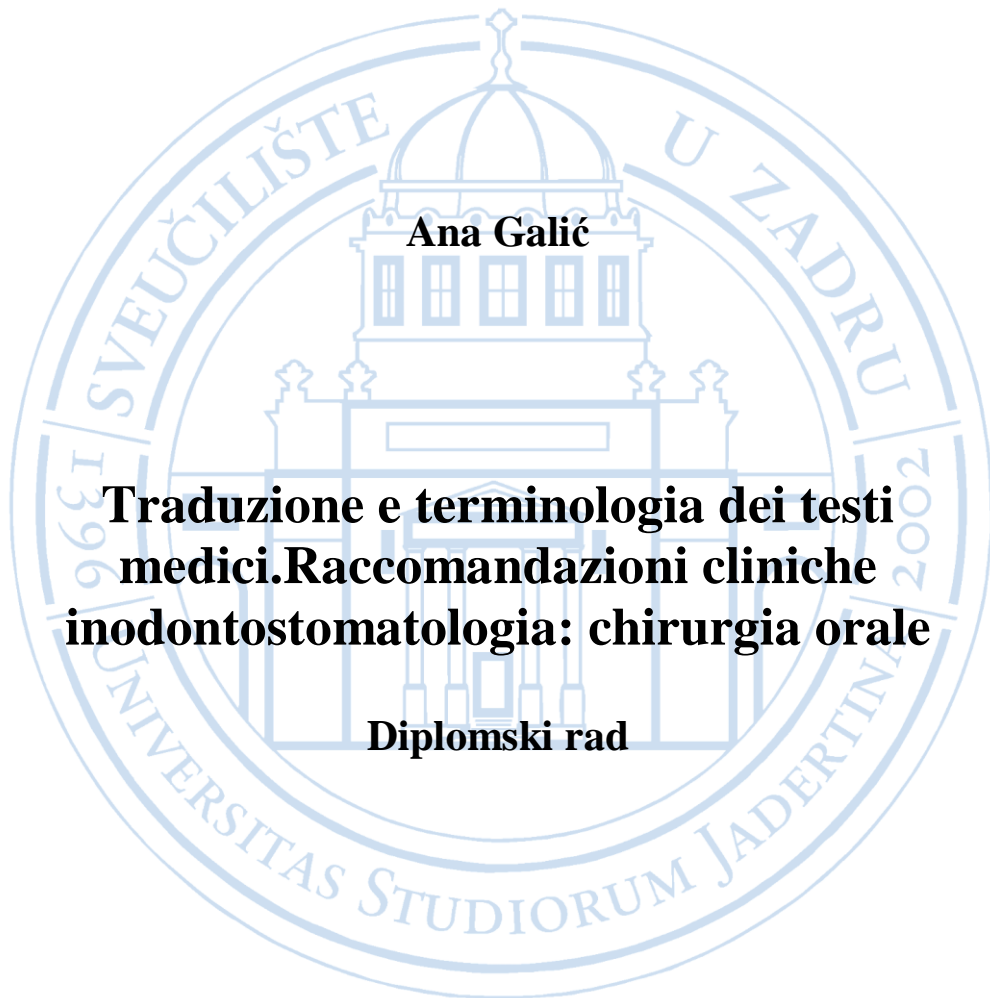 SVEUČILIŠTE U ZADRU
Ana Galić
Traduzione e terminologia dei testi
medici.Raccomandazioni cliniche
inodontostomatologia: chirurgia orale
Diplomski rad
1396
2002
UNIVERSITAS STUDIORUM JADERTINA